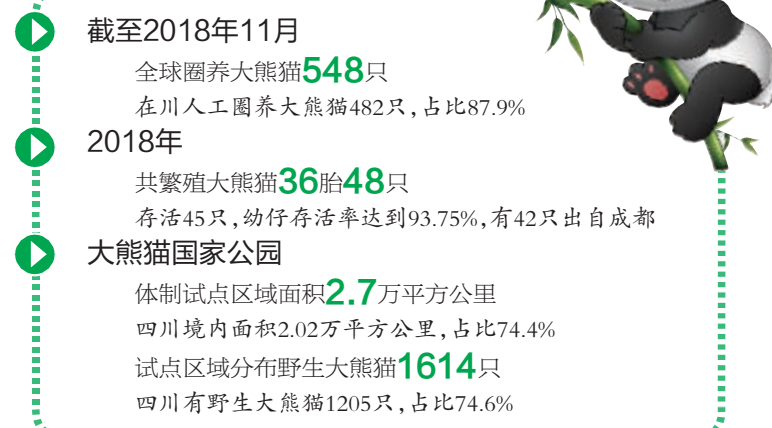 截至2018年11月
全球圈养大熊猫548只
在川人工圈养大熊猫482只,占比87.9%
2018年
共繁殖大熊猫36胎48只
存活45只,幼仔存活率达到93.75%,有42只出自成都
大熊猫国家公园
体制试点区域面积2.7万平方公里
四川境内面积2.02万平方公里,占比74.4%
试点区域分布野生大熊猫1614只
四川有野生大熊猫1205只,占比74.6%